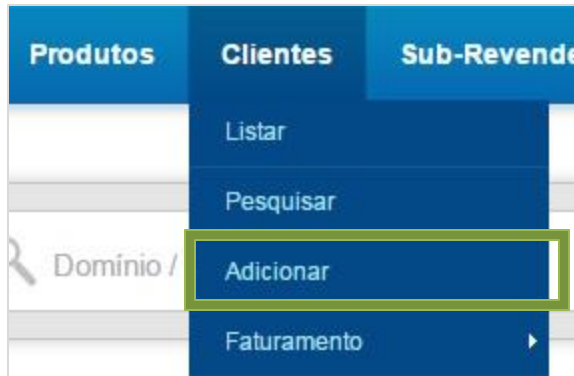 Produtos Clientes Sub-Revende
Listar
Pesquisar
Domínio / Adicionar
Faturamento